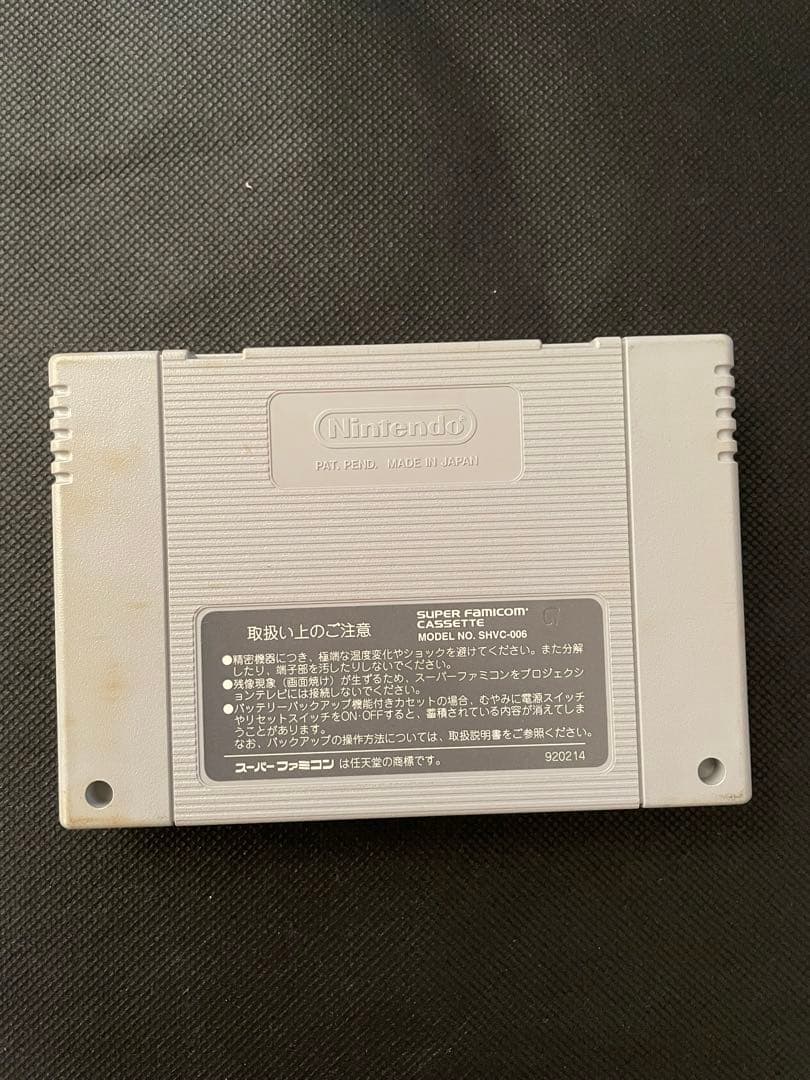 Nintendo®
PAT. PEND. MADE IN JAPAN
取扱い上のご注意
SUPER FAMICOM
CASSETTE
MODEL NO. SHVC-006
●精密機器につき、極端な温度変化やショックを避けてください。また分解
したり、端子部を汚したりしないでください。
●残像現象（画面焼け）が生ずるため、スーパーファミコンをプロジェクシ
ョンテレビには接続しないでください。
●バッテリーバックアップ機能付きカセットの場合、むやみに電源スイッチ
やリセットスイッチをON・OFFすると、蓄積されている内容が消えてしま
うことがあります。
なお、バックアップの操作方法については、取扱説明書をご参照ください。
スーパーファミコン は任天堂の商標です。
920214